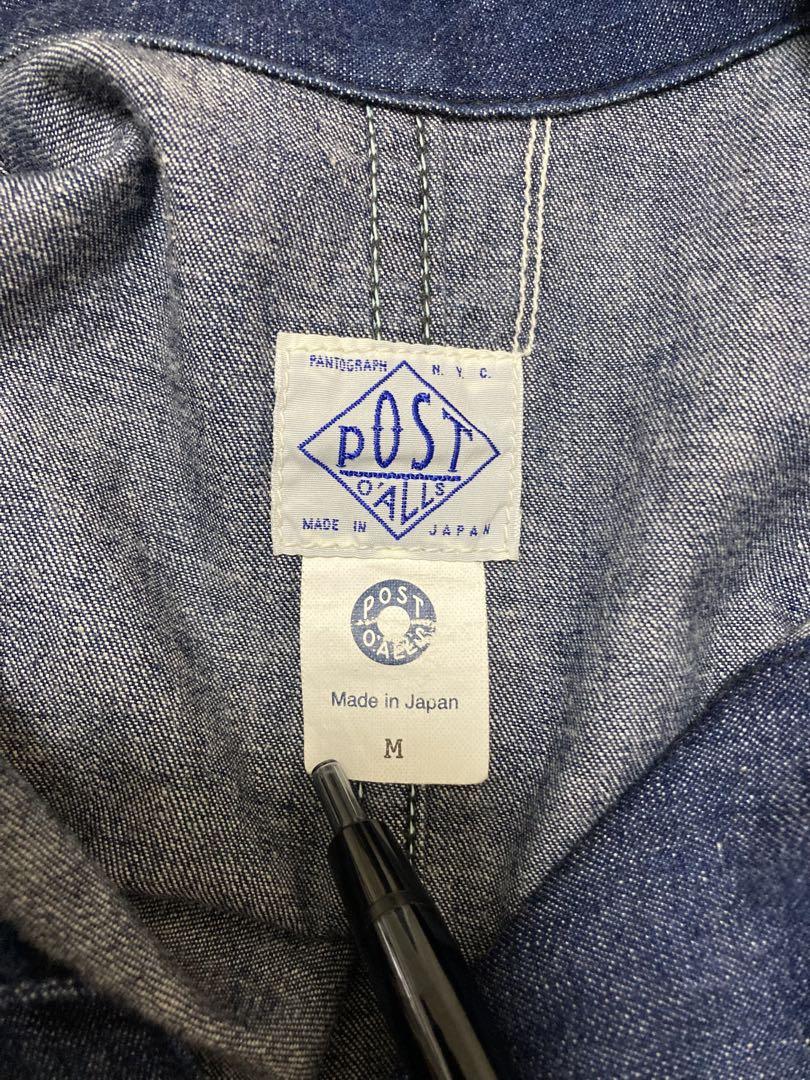 PANTOGRAPH N. Y. C.
POST
O'ALLS
MADE IN JAPAN
POST
O'ALLS
Made in Japan
M